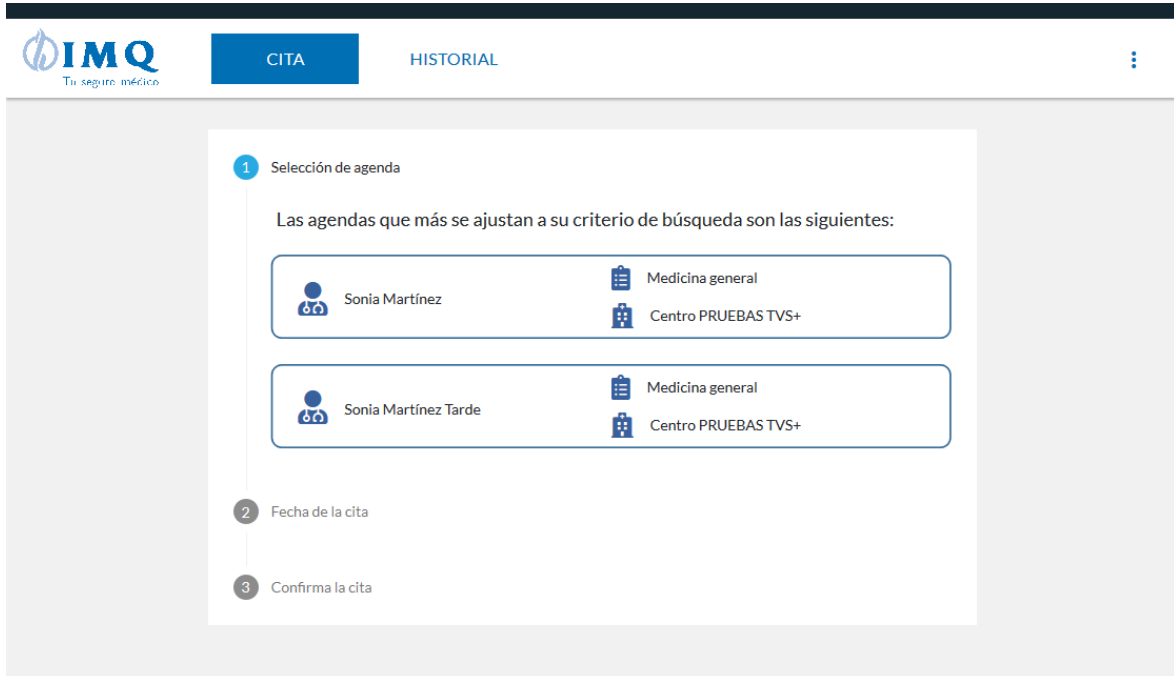 IMQ
Tu seguro médico
CITA
HISTORIAL
1 Selección de agenda
Las agendas que más se ajustan a su criterio de búsqueda son las siguientes:
Sonia Martínez
Medicina general
Centro PRUEBAS TVS+
Sonia Martínez Tarde
Medicina general
Centro PRUEBAS TVS+
2 Fecha de la cita
3 Confirma la cita